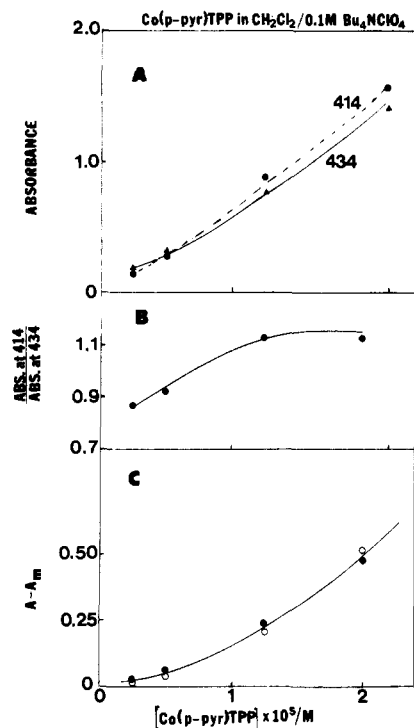 Co(p-pyr)TPP in CH₂Cl₂/0.1M Bu₄NClO₄
A
2.0
414
434
1.0
0
ABSORBANCE
B
1.1
0.9
0.7
ABS. at 414
ABS. at 434
C
0.50
0.25
0
A-Aₘ
0 1 2
[Co(p-pyr)TPP] x 10⁵/M